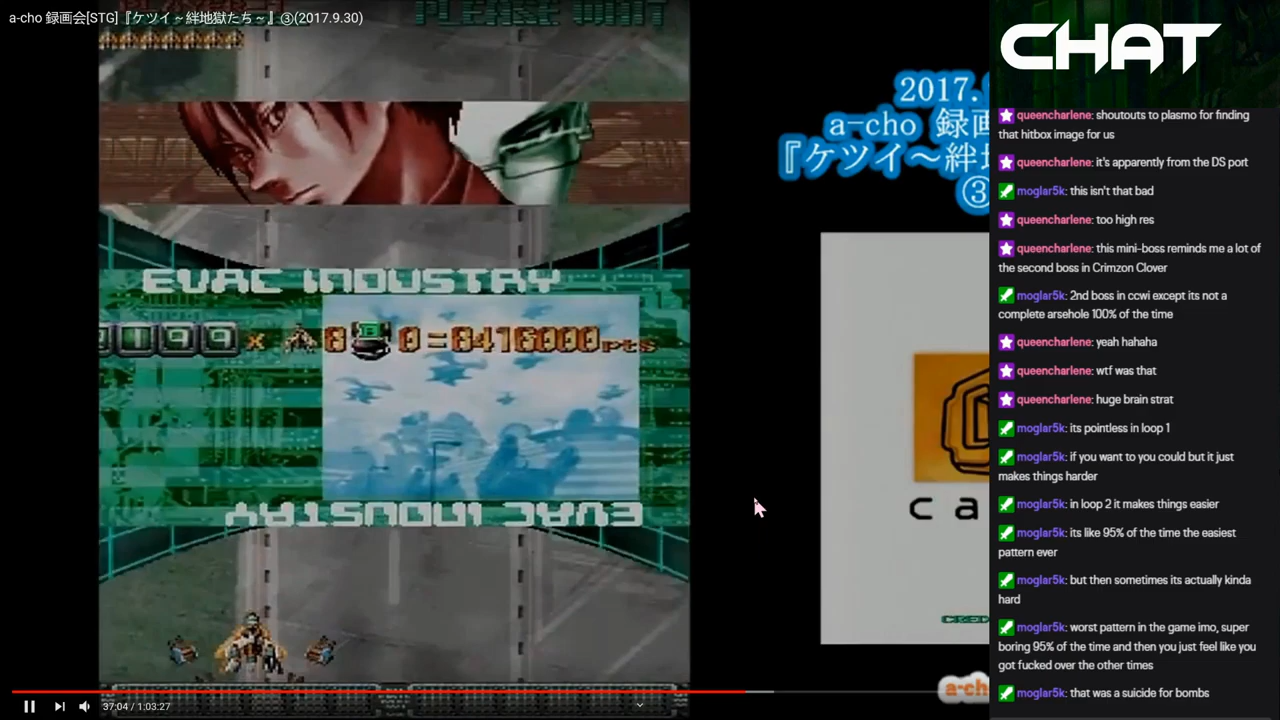 a-cho 録画会[STG]『ケツイ～絆地獄たち～』③(2017.9.30)
PLEASE WAIT
EVAC INDUSTRY
1199 x 8 0 =8416000pts
EVAC INDUSTRY
37:04 / 1:03:27
2017.
a-cho 録画
『ケツイ～絆地
③
ca
CRED
a-ch
CHAT
queencharlene: shoutouts to plasmo for finding
that hitbox image for us
queencharlene: it's apparently from the DS port
moglar5k: this isn't that bad
queencharlene: too high res
queencharlene: this mini-boss reminds me a lot of
the second boss in Crimzon Clover
moglar5k: 2nd boss in ccwi except its not a
complete arsehole 100% of the time
queencharlene: yeah hahaha
queencharlene: wtf was that
queencharlene: huge brain strat
moglar5k: its pointless in loop 1
moglar5k: if you want to you could but it just
makes things harder
moglar5k: in loop 2 it makes things easier
moglar5k: its like 95% of the time the easiest
pattern ever
moglar5k: but then sometimes its actually kinda
hard
moglar5k: worst pattern in the game imo, super
boring 95% of the time and then you just feel like you
got fucked over the other times
moglar5k: that was a suicide for bombs